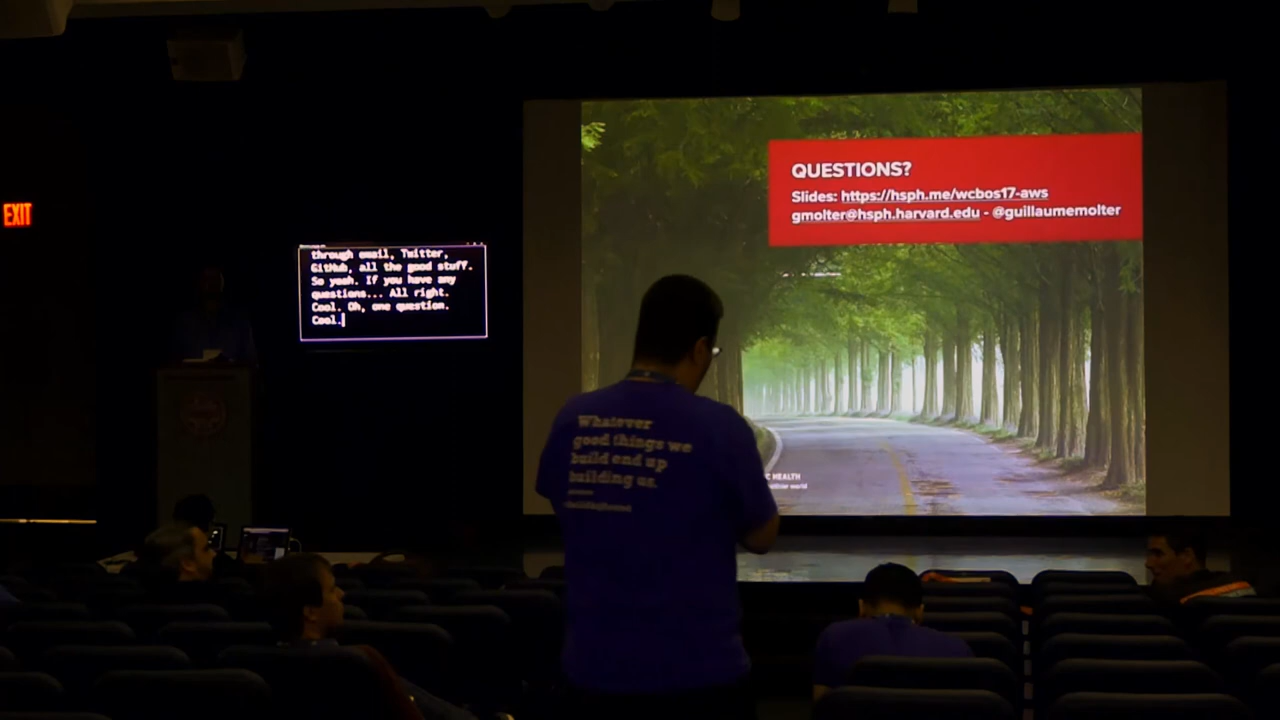 EXIT
through email, Twitter,
GitHub, all the good stuff.
So yeah. If you have any
questions... All right.
Cool. Oh, one question.
Cool.
QUESTIONS?
Slides: https://hsph.me/wcbos17-aws
gmolter@hsph.harvard.edu - @guillaumemolter
Whatever
good things we
build end up
building us.
C HEALTH